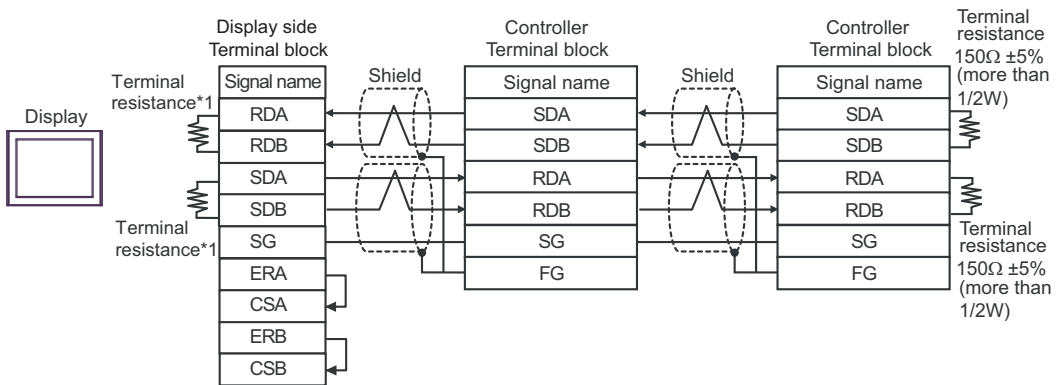 Display side
Terminal block
Controller
Terminal block
Controller
Terminal block
Terminal
resistance
150Ω ±5%
(more than
1/2W)
Terminal
resistance*1
Signal name
Shield
Signal name
Shield
Signal name
Display
RDA
SDA
SDA
RDB
SDB
SDB
SDA
RDA
RDA
SDB
RDB
RDB
Terminal
resistance*1
SG
SG
SG
Terminal
resistance
150Ω ±5%
(more than
1/2W)
ERA
FG
FG
CSA
ERB
CSB